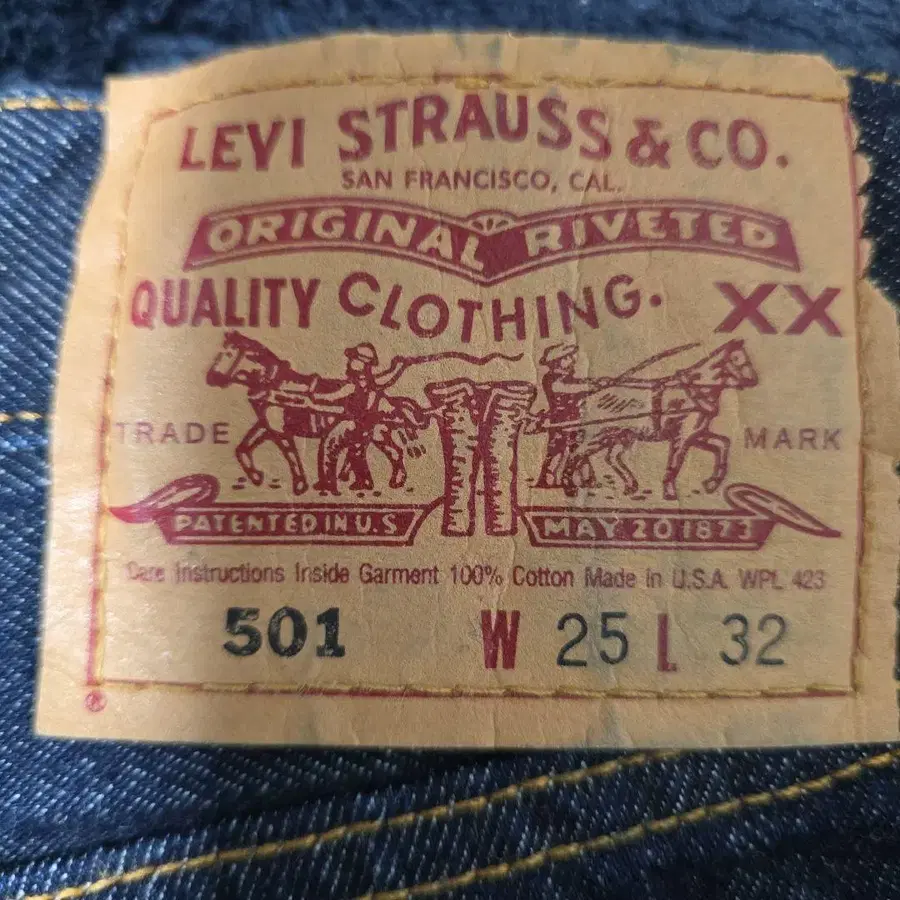 LEVI STRAUSS & CO.
SAN FRANCISCO, CAL.
ORIGINAL RIVETED
QUALITY CLOTHING. XX
TRADE MARK
PATENTED IN U.S MAY 20 1873
Care Instructions Inside Garment 100% Cotton Made in U.S.A. WPL 423
501 W 25 L 32
®